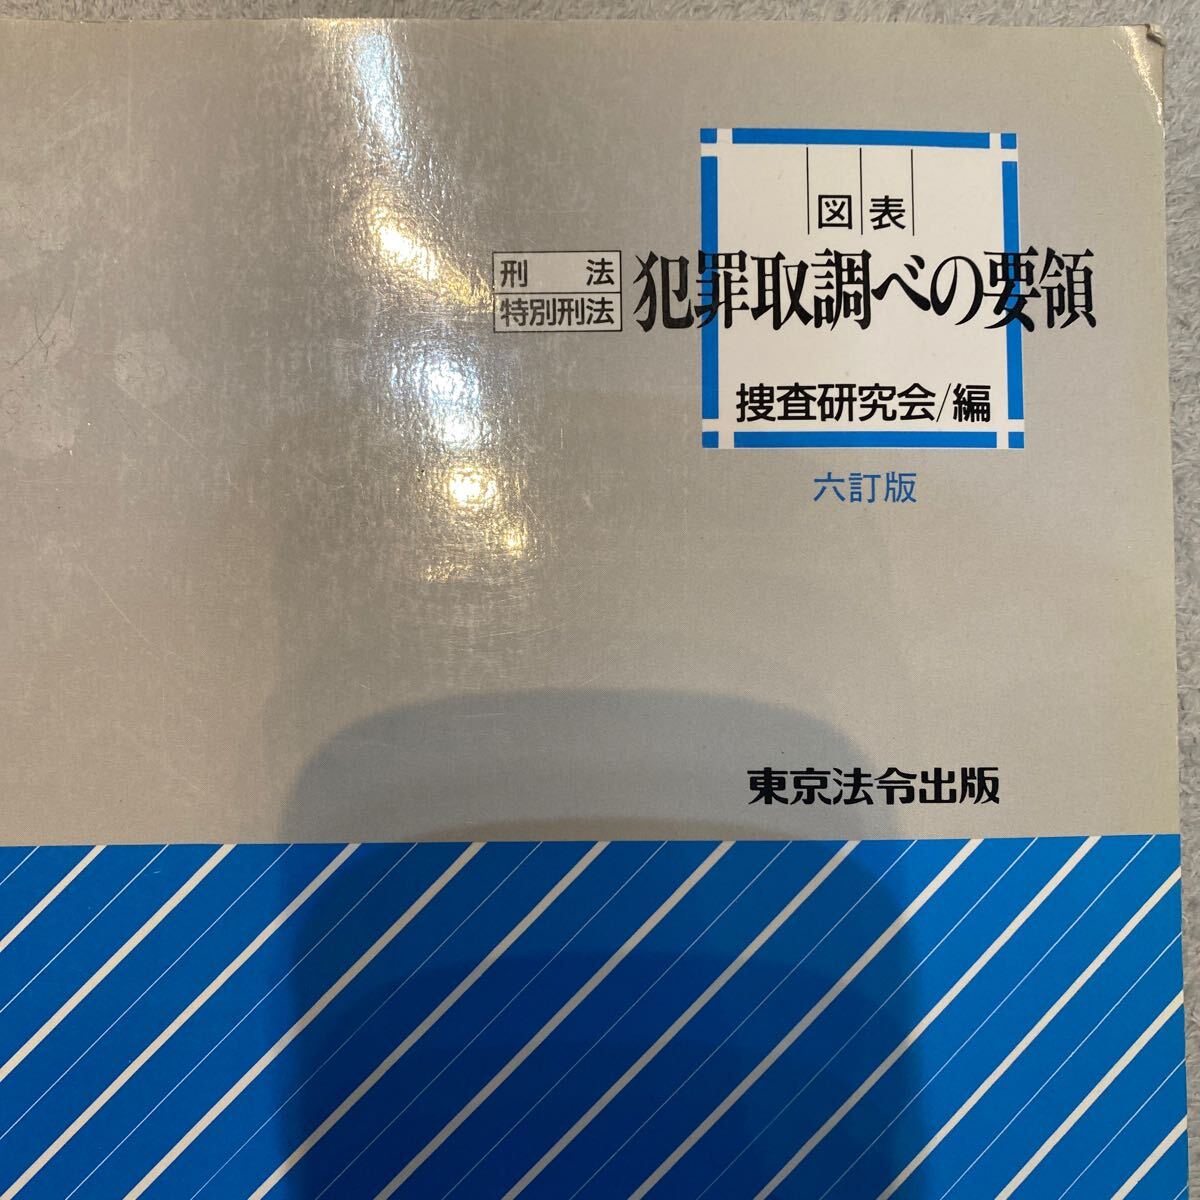 図表
刑法
特別刑法
犯罪取調べの要領
捜査研究会/編
六訂版
東京法令出版